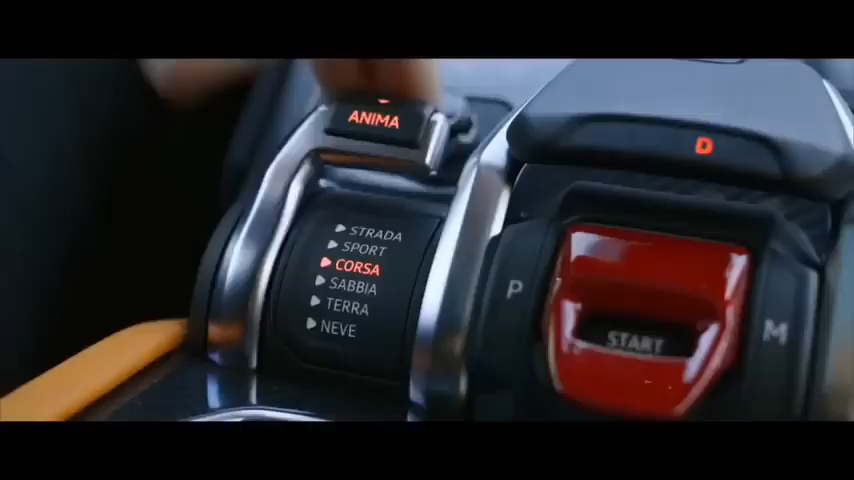 ANIMA
D
STRADA
SPORT
CORSA
SABBIA
TERRA
NEVE
P
START
M